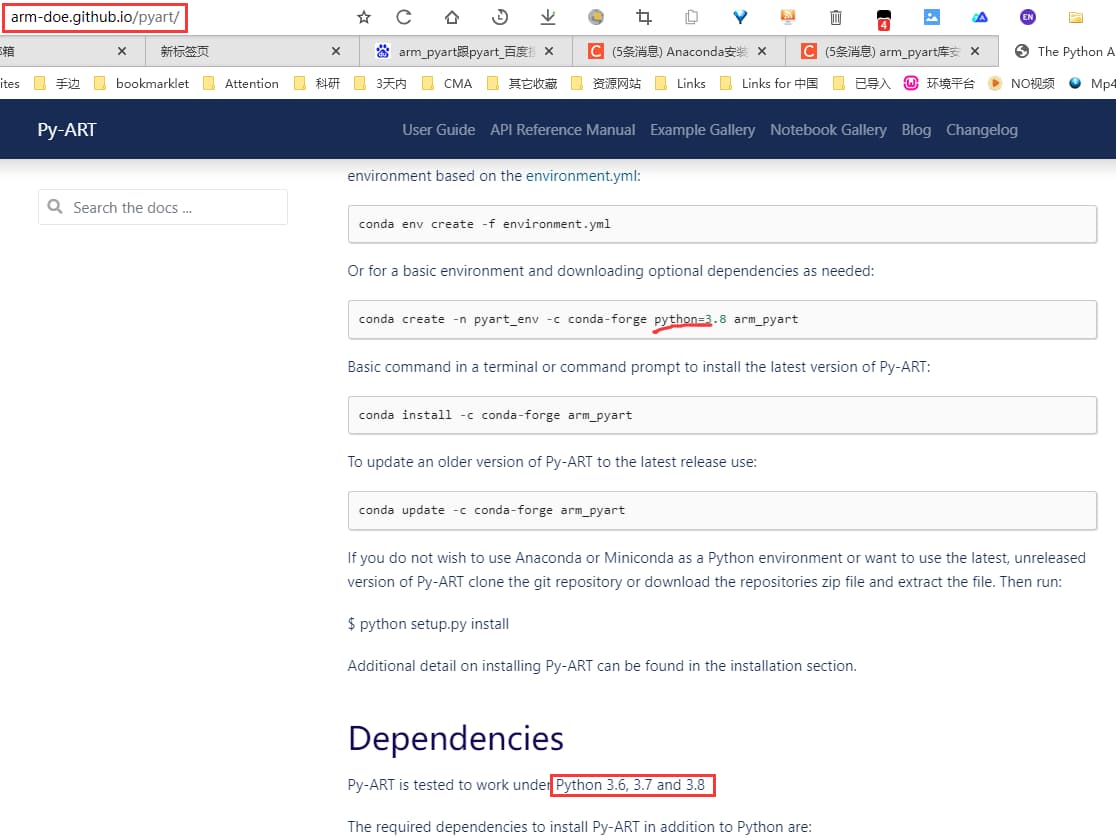 arm-doe.github.io/pyart/
4
EN
邮箱
新标签页
arm_pyart跟pyart_百度搜
(5条消息) Anaconda安装
(5条消息) arm_pyart库安
The Python A
ites 手边 bookmarklet Attention 科研 3天内 CMA 其它收藏 资源网站 Links Links for 中国 已导入 环境平台 NO视频 Mp4
Py-ART User Guide API Reference Manual Example Gallery Notebook Gallery Blog Changelog
Search the docs ...
environment based on the environment.yml:
conda env create -f environment.yml
Or for a basic environment and downloading optional dependencies as needed:
conda create -n pyart_env -c conda-forge python=3.8 arm_pyart
Basic command in a terminal or command prompt to install the latest version of Py-ART:
conda install -c conda-forge arm_pyart
To update an older version of Py-ART to the latest release use:
conda update -c conda-forge arm_pyart
If you do not wish to use Anaconda or Miniconda as a Python environment or want to use the latest, unreleased
version of Py-ART clone the git repository or download the repositories zip file and extract the file. Then run:
$ python setup.py install
Additional detail on installing Py-ART can be found in the installation section.
Dependencies
Py-ART is tested to work under Python 3.6, 3.7 and 3.8
The required dependencies to install Py-ART in addition to Python are: